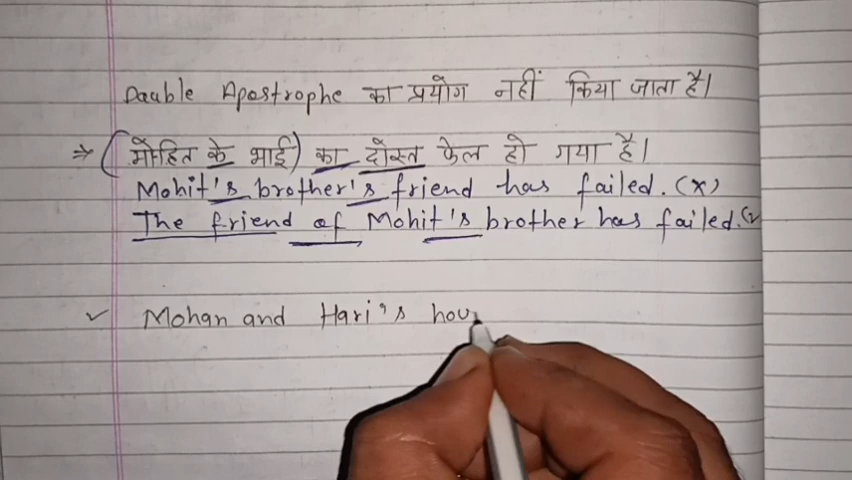 Double Apostrophe का प्रयोग नहीं किया जाता है।
⇒ (मोहित के भाई) का दोस्त फेल हो गया है।
Mohit's brother's friend has failed. (x)
The friend of Mohit's brother has failed. (✓
✓ Mohan and Hari's hou